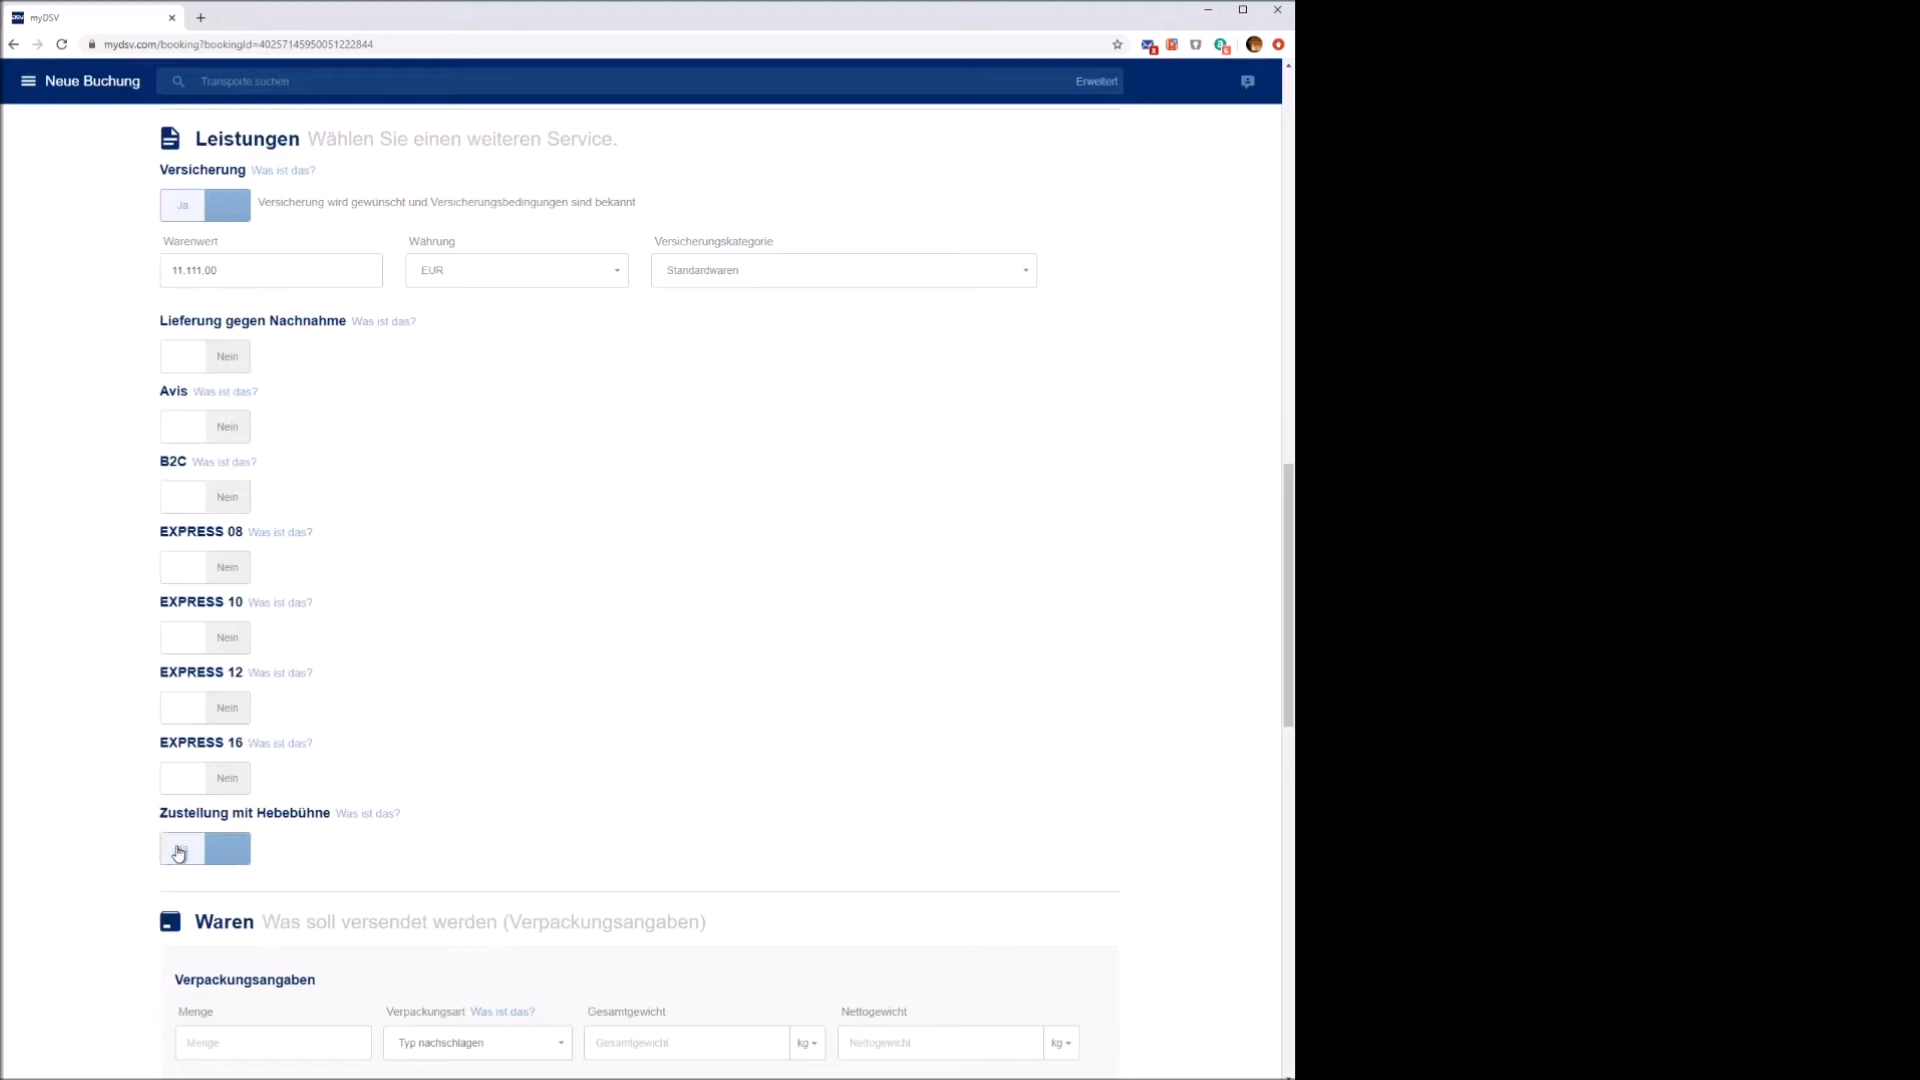 myDSV
mydsv.com/booking?bookingId=40257145950051222844
Neue Buchung
Transporte suchen
Erweitert
Leistungen Wählen Sie einen weiteren Service.
Versicherung Was ist das?
Ja
Versicherung wird gewünscht und Versicherungsbedingungen sind bekannt
Warenwert Währung Versicherungskategorie
11.111,00 EUR Standardwaren
Lieferung gegen Nachnahme Was ist das?
Nein
Avis Was ist das?
Nein
B2C Was ist das?
Nein
EXPRESS 08 Was ist das?
Nein
EXPRESS 10 Was ist das?
Nein
EXPRESS 12 Was ist das?
Nein
EXPRESS 16 Was ist das?
Nein
Zustellung mit Hebebühne Was ist das?
Waren Was soll versendet werden (Verpackungsangaben)
Verpackungsangaben
Menge Verpackungsart Was ist das? Gesamtgewicht Nettogewicht
Menge Typ nachschlagen Gesamtgewicht kg Nettogewicht kg